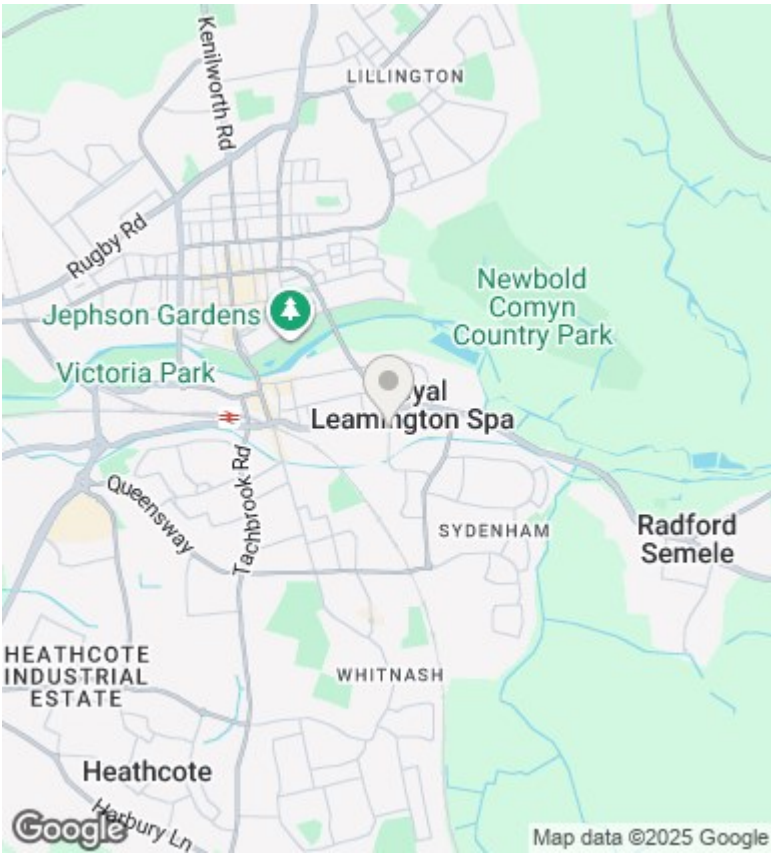 Kenilworth Rd
LILLINGTON
Rugby Rd
Newbold
Comyn
Country Park
Jephson Gardens
Victoria Park
yal
Leamington Spa
Tachbrook Rd
Queensway
SYDENHAM
Radford
Semele
HEATHCOTE
INDUSTRIAL
ESTATE
WHITNASH
Heathcote
Harbury Ln
Google
Map data ©2025 Google